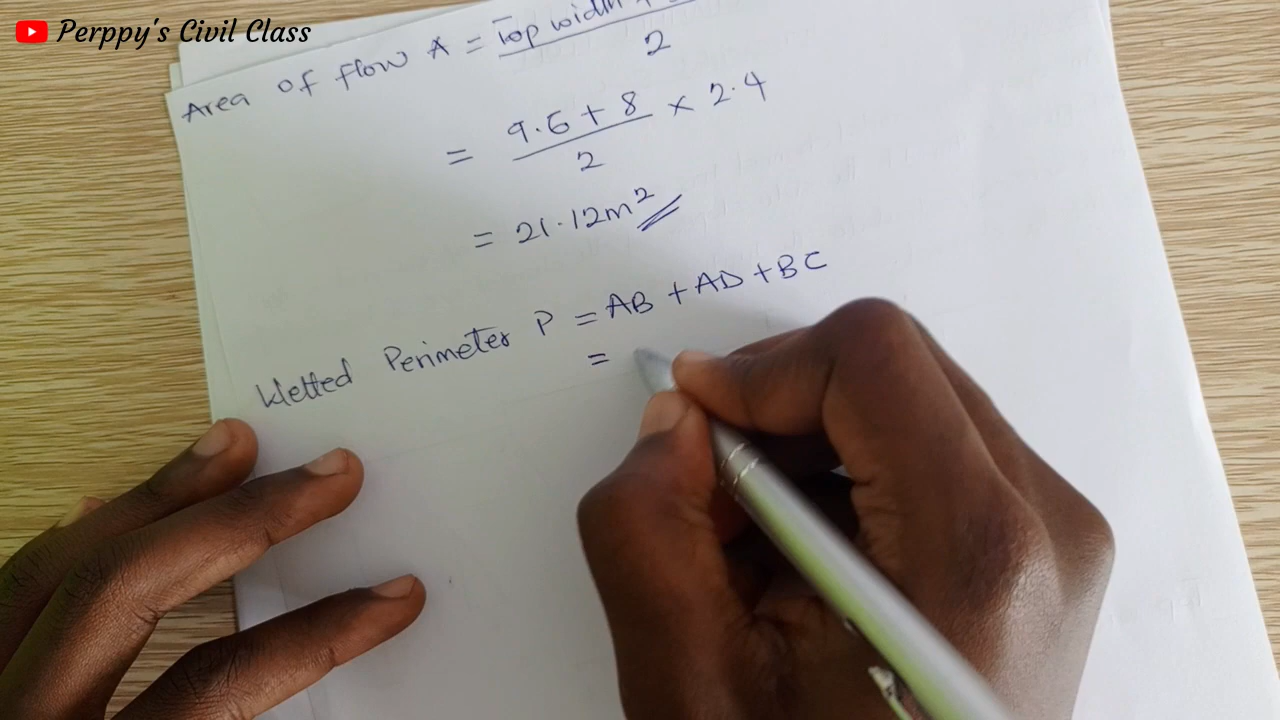 Perppy's Civil Class
Area of flow A = Top width +
2
= 9.6 + 8 × 2.4
2
= 21.12m²
Wetted Perimeter P = AB + AD + BC
=